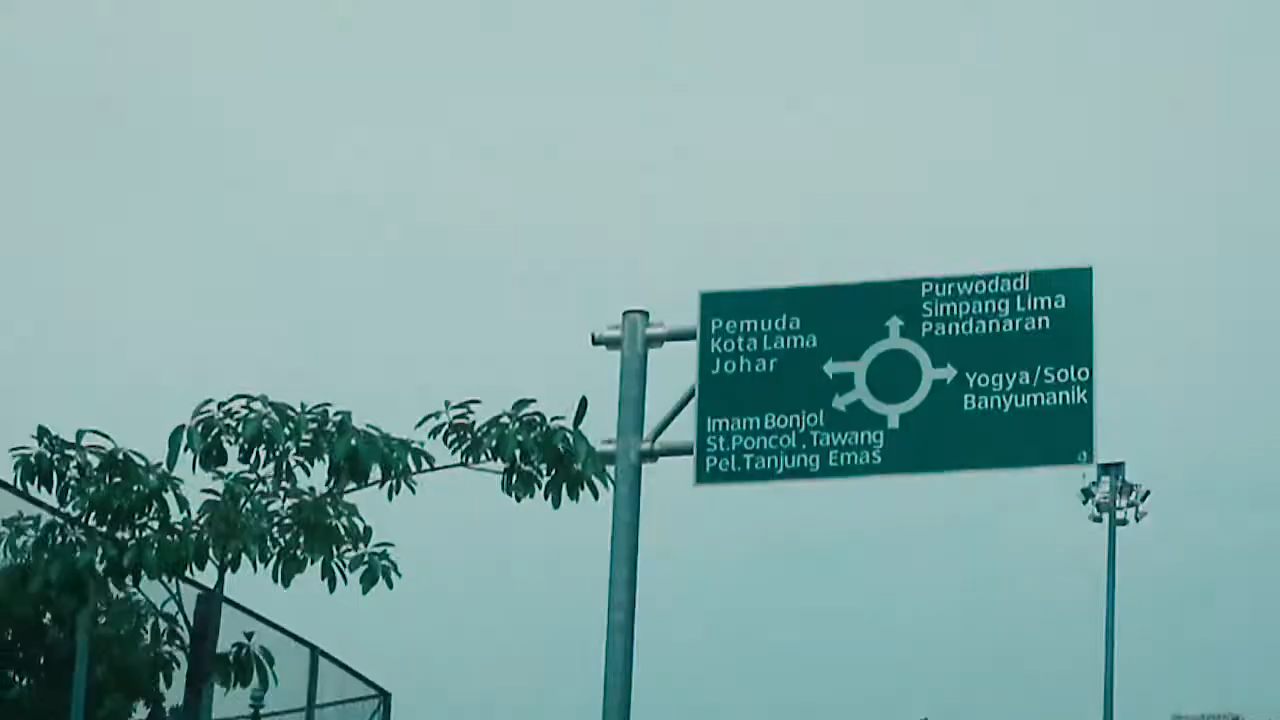 Purwodadi
Simpang Lima
Pandanaran
Pemuda
Kota Lama
Johar
Yogya/Solo
Banyumanik
Imam Bonjol
St.Poncol . Tawang
Pel.Tanjung Emas